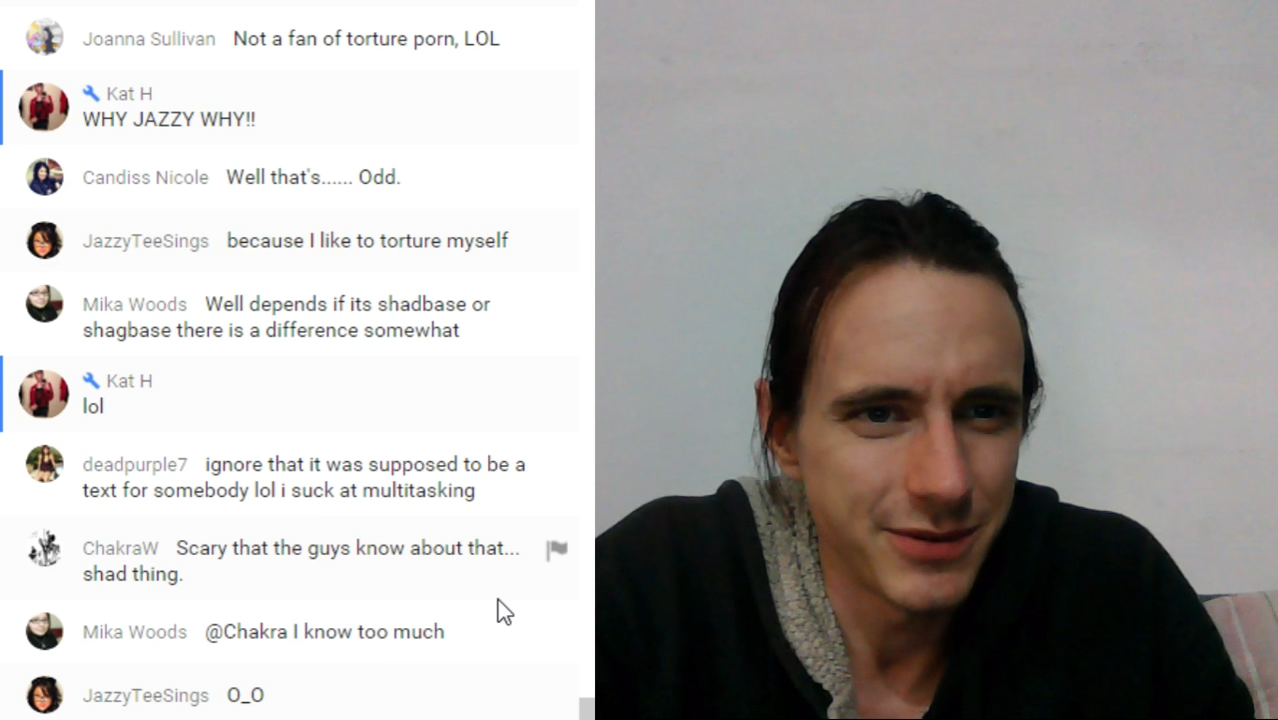 Joanna Sullivan Not a fan of torture porn, LOL
Kat H
WHY JAZZY WHY!!
Candiss Nicole Well that's...... Odd.
JazzyTeeSings because I like to torture myself
Mika Woods Well depends if its shadbase or
shagbase there is a difference somewhat
Kat H
lol
deadpurple7 ignore that it was supposed to be a
text for somebody lol i suck at multitasking
ChakraW Scary that the guys know about that...
shad thing.
Mika Woods @Chakra I know too much
JazzyTeeSings O_O